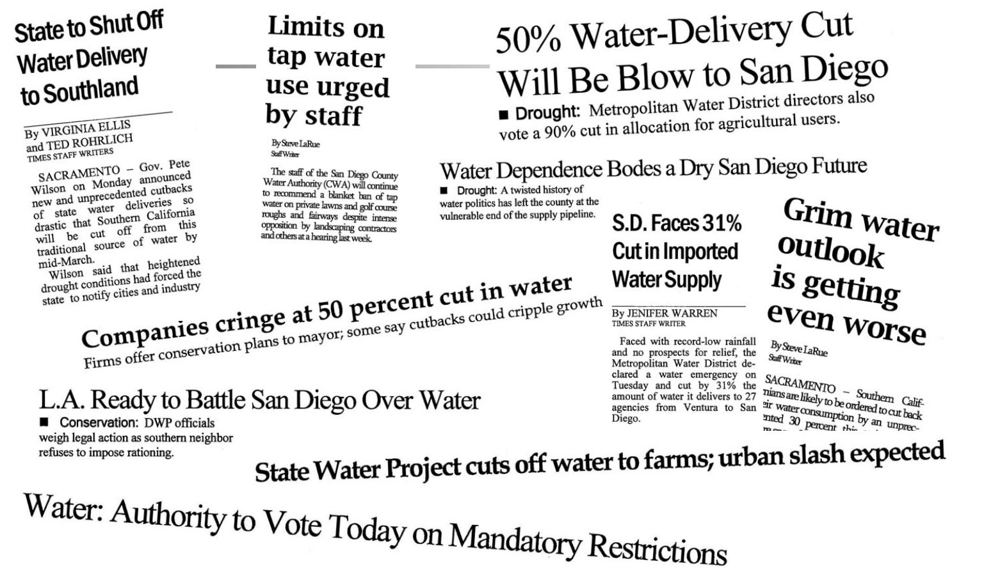 State to Shut Off
Water Delivery
to Southland
By VIRGINIA ELLIS
and TED ROHRLICH
TIMES STAFF WRITERS
SACRAMENTO – Gov. Pete
Wilson on Monday announced
new and unprecedented cutbacks
of state water deliveries so
drastic that Southern California
will be cut off from this
traditional source of water by
mid-March.
Wilson said that heightened
drought conditions had forced the
state to notify cities and industry
Limits on
tap water
use urged
by staff
By Steve LaRue
Staff Writer
The staff of the San Diego County
Water Authority (CWA) will continue
to recommend a blanket ban of tap
water on private lawns and golf course
roughs and fairways despite intense
opposition by landscaping contractors
and others at a hearing last week.
50% Water-Delivery Cut
Will Be Blow to San Diego
■ Drought: Metropolitan Water District directors also
vote a 90% cut in allocation for agricultural users.
Water Dependence Bodes a Dry San Diego Future
■ Drought: A twisted history of
water politics has left the county at the
vulnerable end of the supply pipeline.
S.D. Faces 31%
Cut in Imported
Water Supply
By JENIFER WARREN
TIMES STAFF WRITER
Faced with record-low rainfall
and no prospects for relief, the
Metropolitan Water District de-
clared a water emergency on
Tuesday and cut by 31% the
amount of water it delivers to 27
agencies from Ventura to San
Diego.
Grim water
outlook
is getting
even worse
By Steve LaRue
Staff Writer
SACRAMENTO – Southern Calif-
nians are likely to be ordered to cut back
eir water consumption by an unprec-
ented 30 percent this
Companies cringe at 50 percent cut in water
Firms offer conservation plans to mayor; some say cutbacks could cripple growth
L.A. Ready to Battle San Diego Over Water
■ Conservation: DWP officials
weigh legal action as southern neighbor
refuses to impose rationing.
State Water Project cuts off water to farms; urban slash expected
Water: Authority to Vote Today on Mandatory Restrictions